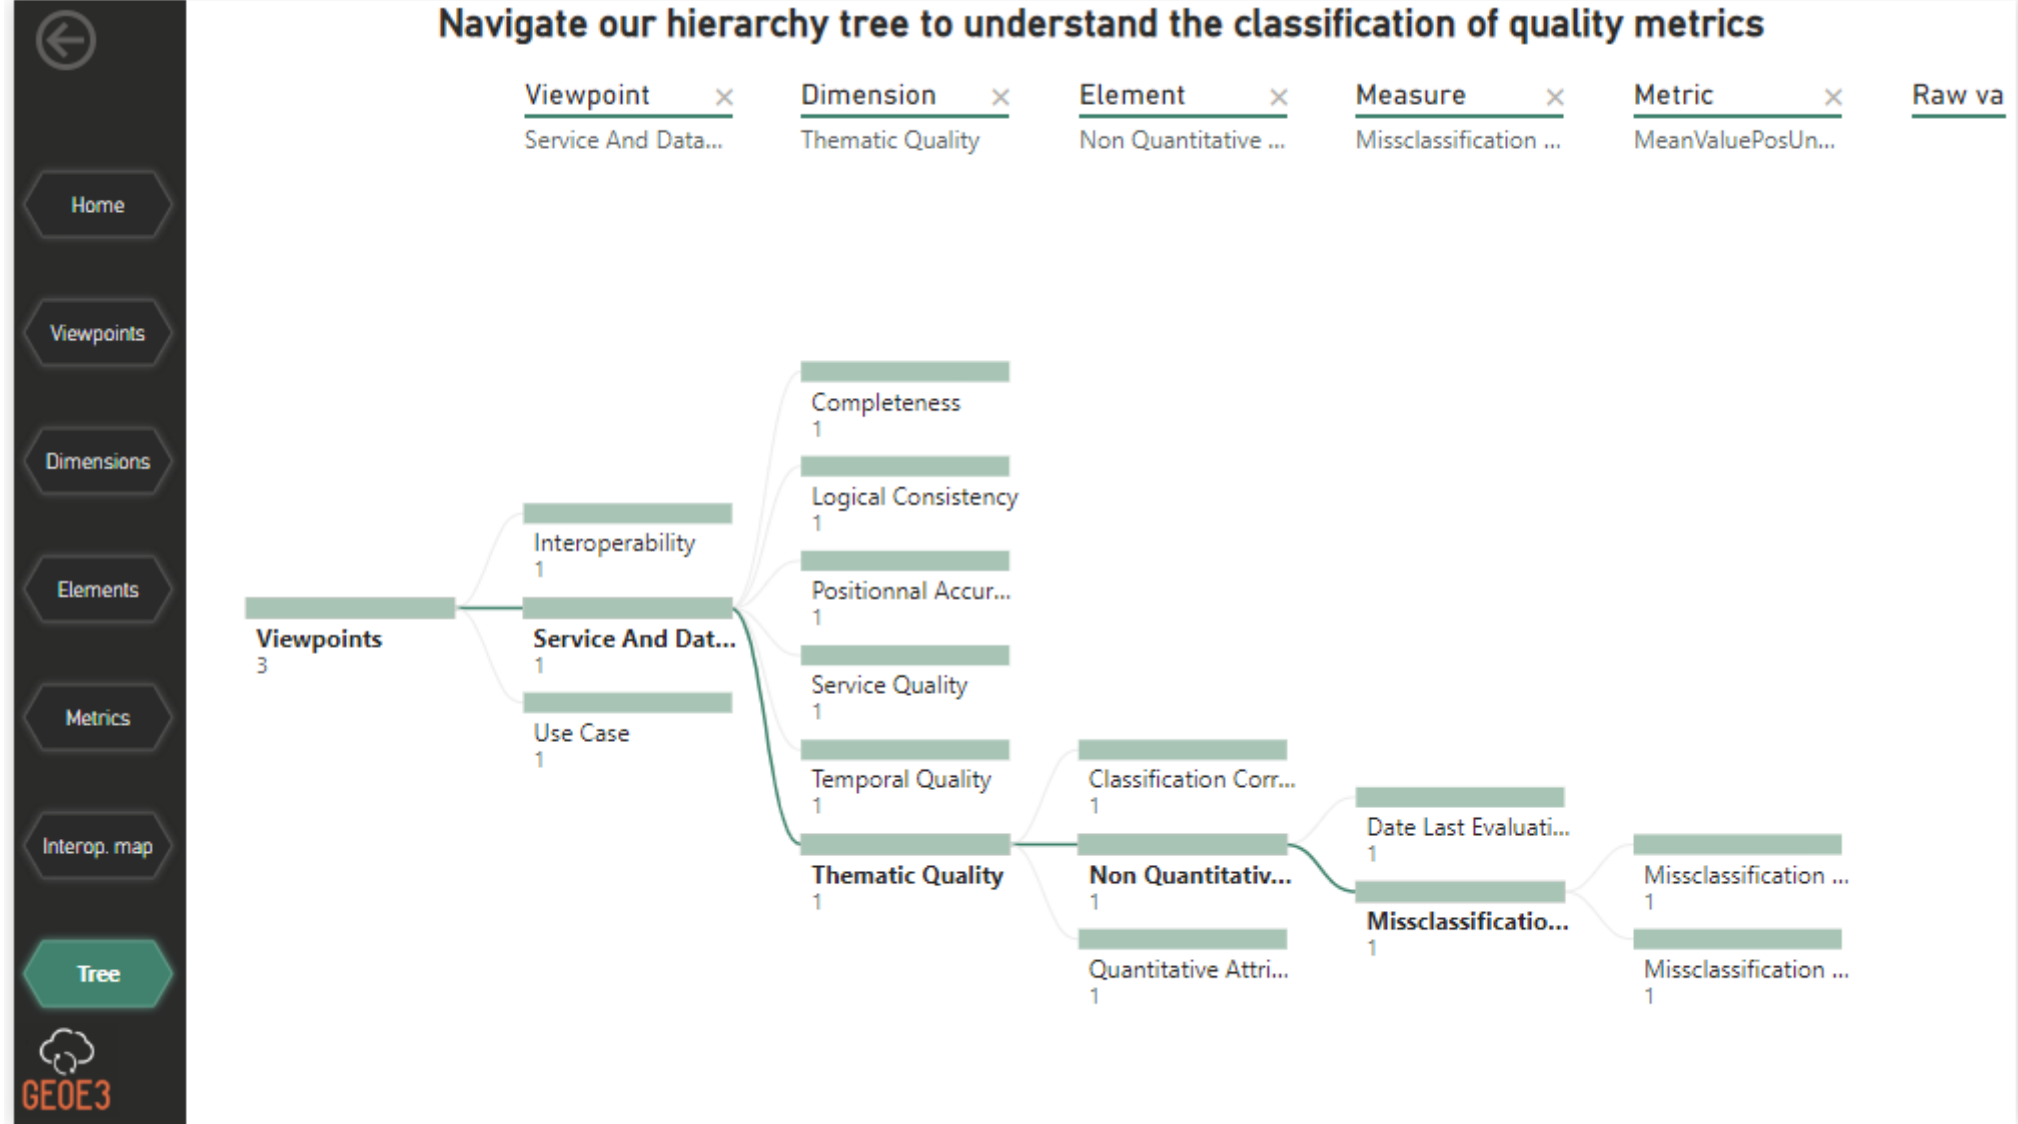 Navigate our hierarchy tree to understand the classification of quality metrics
Viewpoint
Service And Data...
Dimension
Thematic Quality
Element
Non Quantitative ...
Measure
Missclassification ...
Metric
MeanValuePosUn...
Raw va
Home
Viewpoints
Dimensions
Elements
Metrics
Interop. map
Tree
GEOE3
Viewpoints
3
Interoperability
1
Service And Dat...
1
Use Case
1
Completeness
1
Logical Consistency
1
Positionnal Accur...
1
Service Quality
1
Temporal Quality
1
Thematic Quality
1
Classification Corr...
1
Non Quantitativ...
1
Quantitative Attri...
1
Date Last Evaluati...
1
Missclassificatio...
1
Missclassification ...
1
Missclassification ...
1